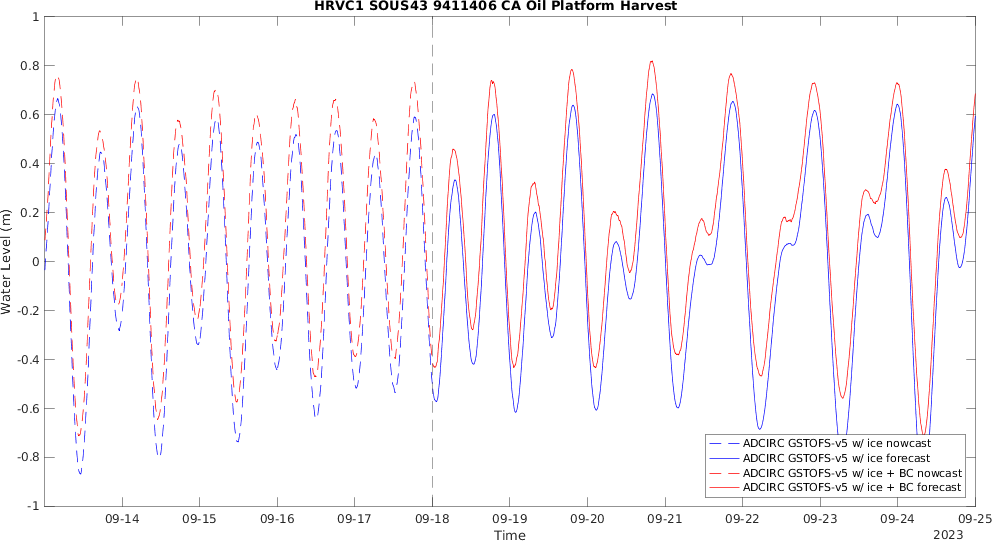 HRVC1 SOUS43 9411406 CA Oil Platform Harvest
1
0.8
0.6
0.4
0.2
0
-0.2
-0.4
-0.6
-0.8
-1
Water Level (m)
ADCIRC GSTOFS-v5 w/ ice nowcast
ADCIRC GSTOFS-v5 w/ ice forecast
ADCIRC GSTOFS-v5 w/ ice + BC nowcast
ADCIRC GSTOFS-v5 w/ ice + BC forecast
09-14 09-15 09-16 09-17 09-18 09-19 09-20 09-21 09-22 09-23 09-24 09-25
Time
2023